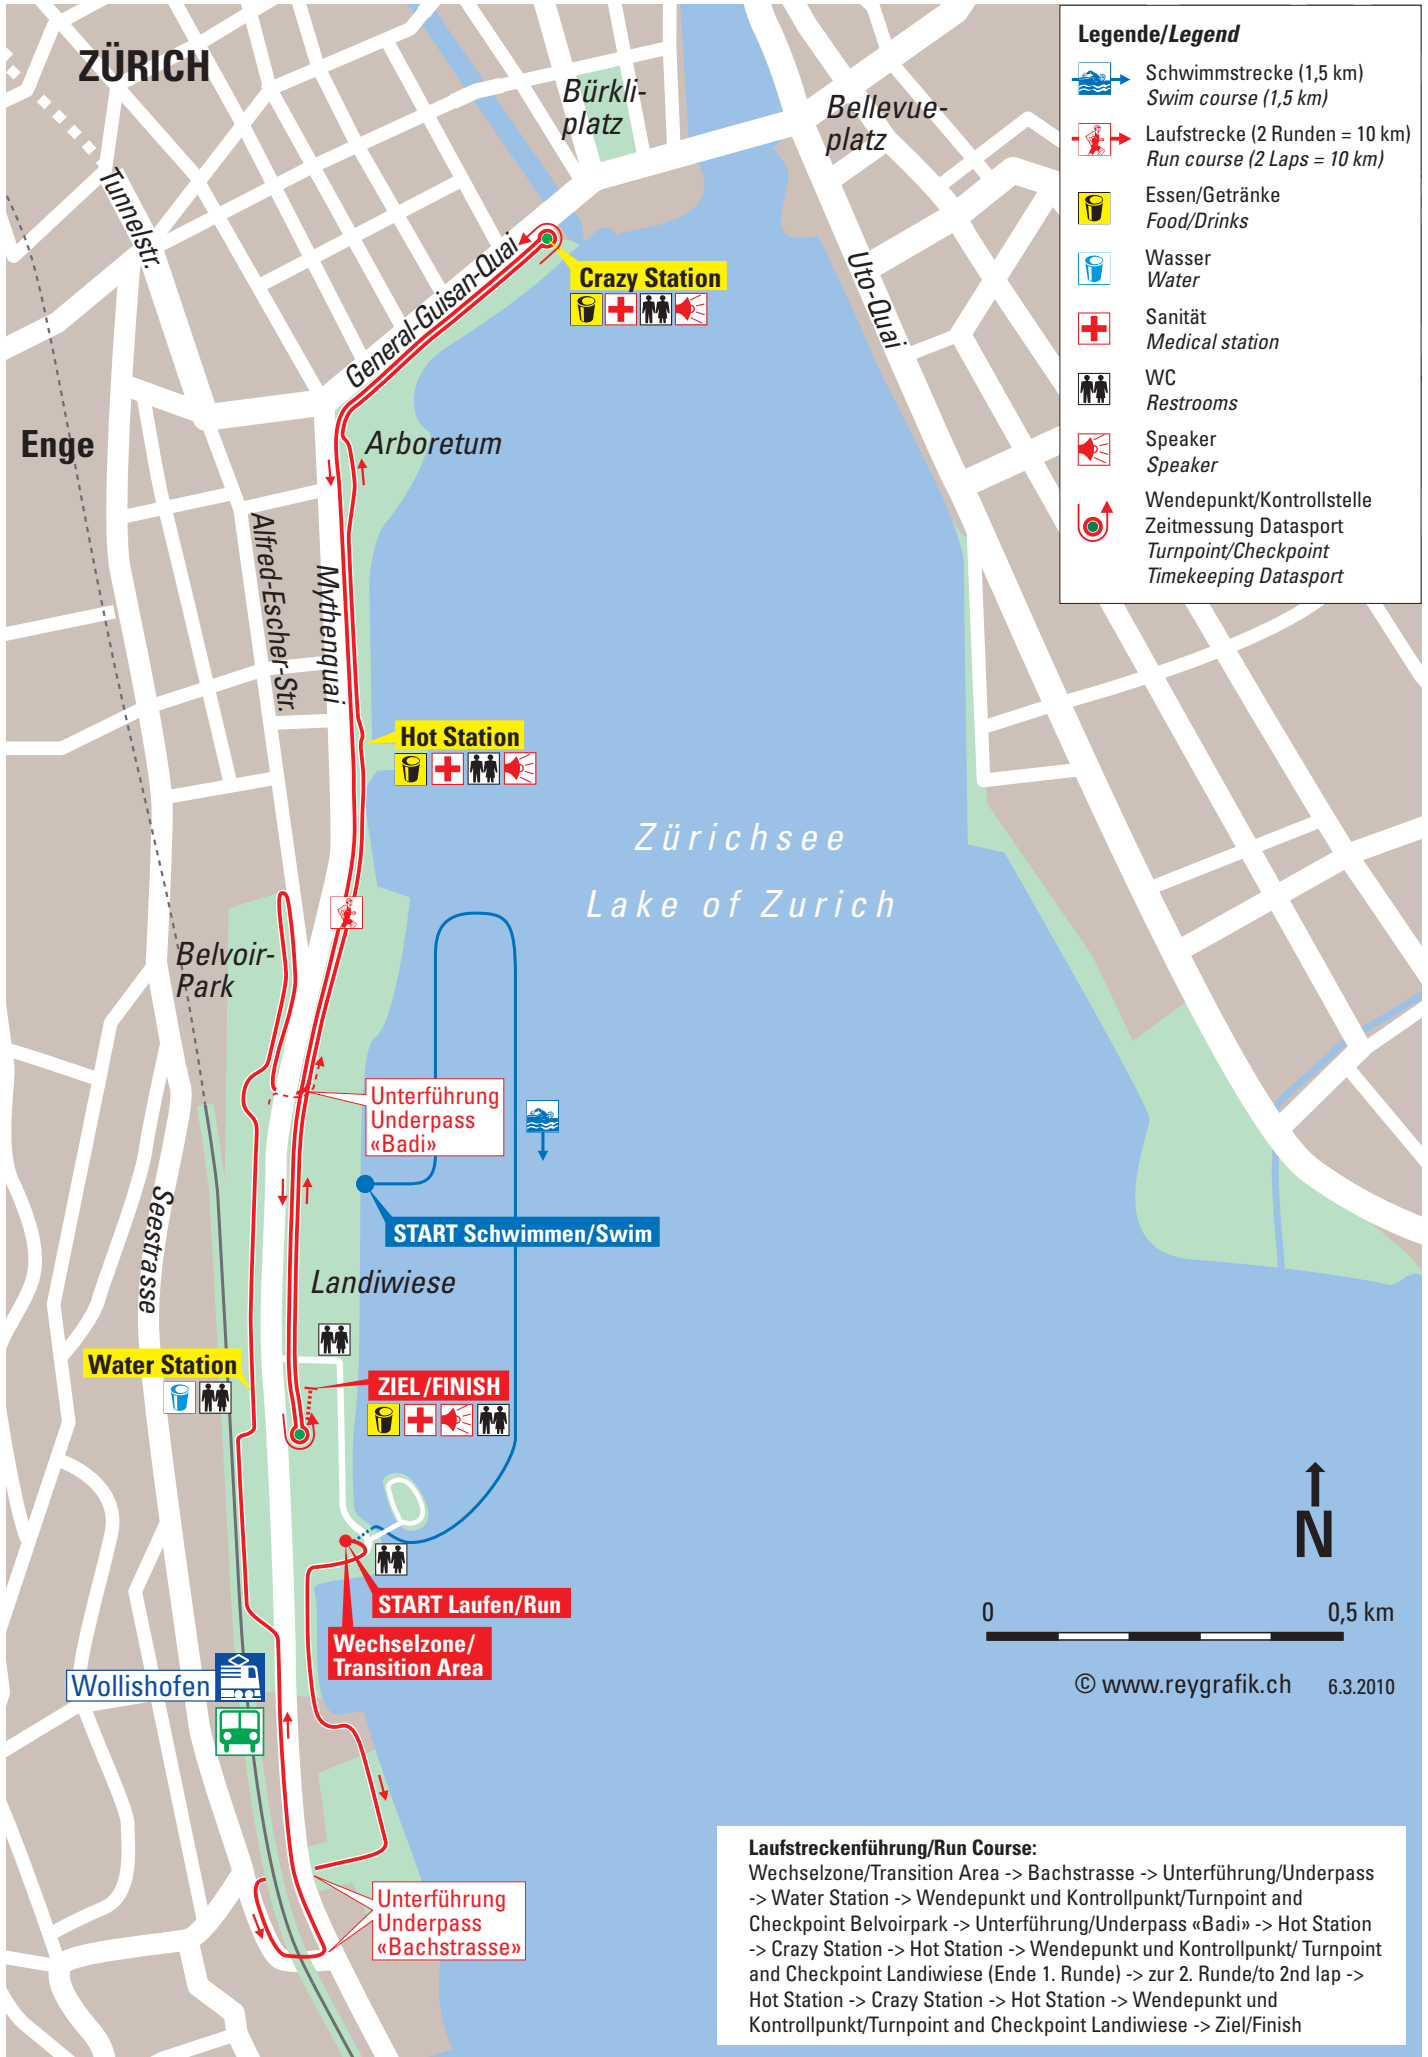 ZÜRICH
Bürkli-
platz
Bellevue-
platz
Tunnelstr.
General-Guisan-Quai
Crazy Station
Uto-Quai
Enge
Arboretum
Alfred-Escher-Str.
Mythenquai
Hot Station
Zürichsee
Lake of Zurich
Belvoir-
Park
Unterführung
Underpass
«Badi»
Seestrasse
START Schwimmen/Swim
Landiwiese
Water Station
ZIEL/FINISH
START Laufen/Run
Wechselzone/
Transition Area
Wollishofen
Unterführung
Underpass
«Bachstrasse»
Legende/Legend
Schwimmstrecke (1,5 km)
Swim course (1,5 km)
Laufstrecke (2 Runden = 10 km)
Run course (2 Laps = 10 km)
Essen/Getränke
Food/Drinks
Wasser
Water
Sanität
Medical station
WC
Restrooms
Speaker
Speaker
Wendepunkt/Kontrollstelle
Zeitmessung Datasport
Turnpoint/Checkpoint
Timekeeping Datasport
N
0 0,5 km
© www.reygrafik.ch 6.3.2010
Laufstreckenführung/Run Course:
Wechselzone/Transition Area -> Bachstrasse -> Unterführung/Underpass
-> Water Station -> Wendepunkt und Kontrollpunkt/Turnpoint and
Checkpoint Belvoirpark -> Unterführung/Underpass «Badi» -> Hot Station
-> Crazy Station -> Hot Station -> Wendepunkt und Kontrollpunkt/ Turnpoint
and Checkpoint Landiwiese (Ende 1. Runde) -> zur 2. Runde/to 2nd lap ->
Hot Station -> Crazy Station -> Hot Station -> Wendepunkt und
Kontrollpunkt/Turnpoint and Checkpoint Landiwiese -> Ziel/Finish